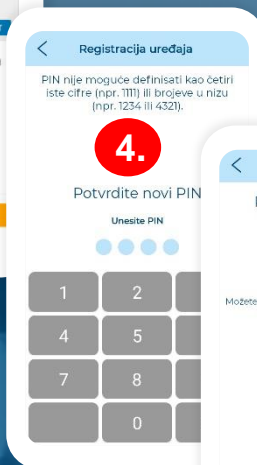 Registracija uređaja
PIN nije moguće definisati kao četiri
iste cifre (npr. 1111) ili brojeve u nizu
(npr. 1234 ili 4321).
4.
Potvrdite novi PIN
Unesite PIN
1 2
4 5
7 8
0
Možete